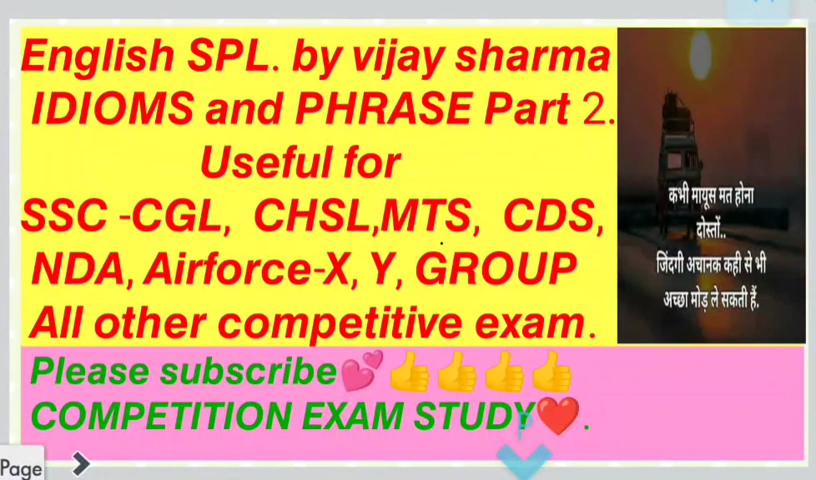 English SPL. by vijay sharma
IDIOMS and PHRASE Part 2.
Useful for
SSC -CGL, CHSL,MTS, CDS,
NDA, Airforce-X, Y, GROUP
All other competitive exam.
कभी मायूस मत होना
दोस्तों..
जिंदगी अचानक कही से भी
अच्छा मोड़ ले सकती हैं.
Please subscribe💕👍👍👍👍
COMPETITION EXAM STUDY❤️.
Page